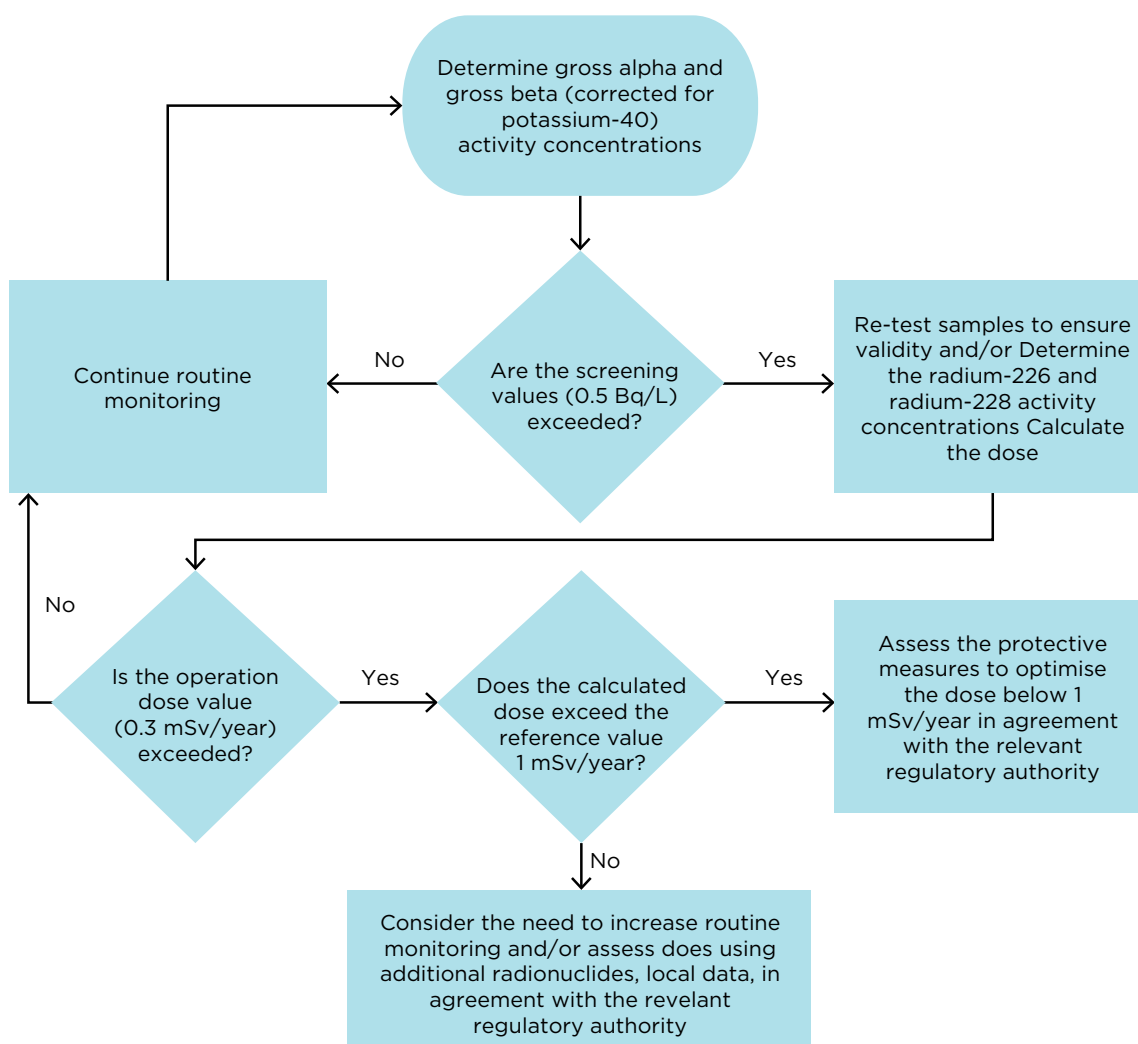 Determine gross alpha and
gross beta (corrected for
potassium-40)
activity concentrations
Continue routine
monitoring
No
Are the screening
values (0.5 Bq/L)
exceeded?
Yes
Re-test samples to ensure
validity and/or Determine
the radium-226 and
radium-228 activity
concentrations Calculate
the dose
No
Is the operation
dose value
(0.3 mSv/year)
exceeded?
Yes
Does the calculated
dose exceed the
reference value
1 mSv/year?
Yes
Assess the protective
measures to optimise
the dose below 1
mSv/year in agreement
with the relevant
regulatory authority
No
Consider the need to increase routine
monitoring and/or assess does using
additional radionuclides, local data, in
agreement with the revelant
regulatory authority